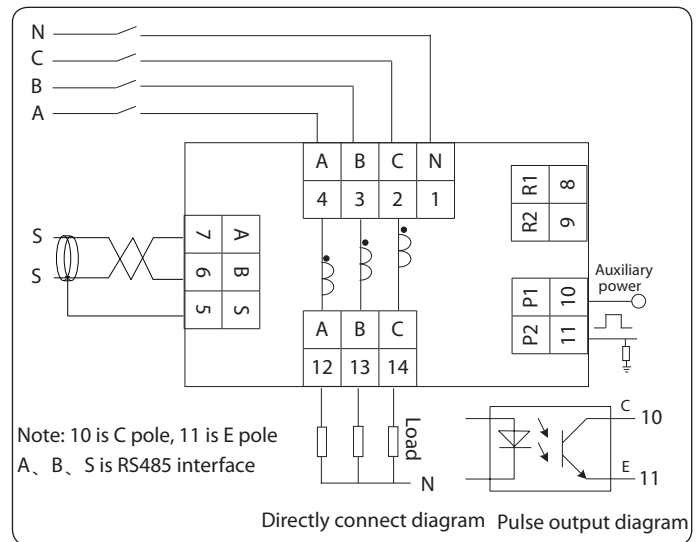 N
C
B
A
A B C N
4 3 2 1
R1 8
R2 9
S
S
7 A
6 B
5 S
Auxiliary
power
P1 10
P2 11
A B C
12 13 14
Load
N
Note: 10 is C pole, 11 is E pole
A、B、S is RS485 interface
C
10
E
11
Directly connect diagram
Pulse output diagram